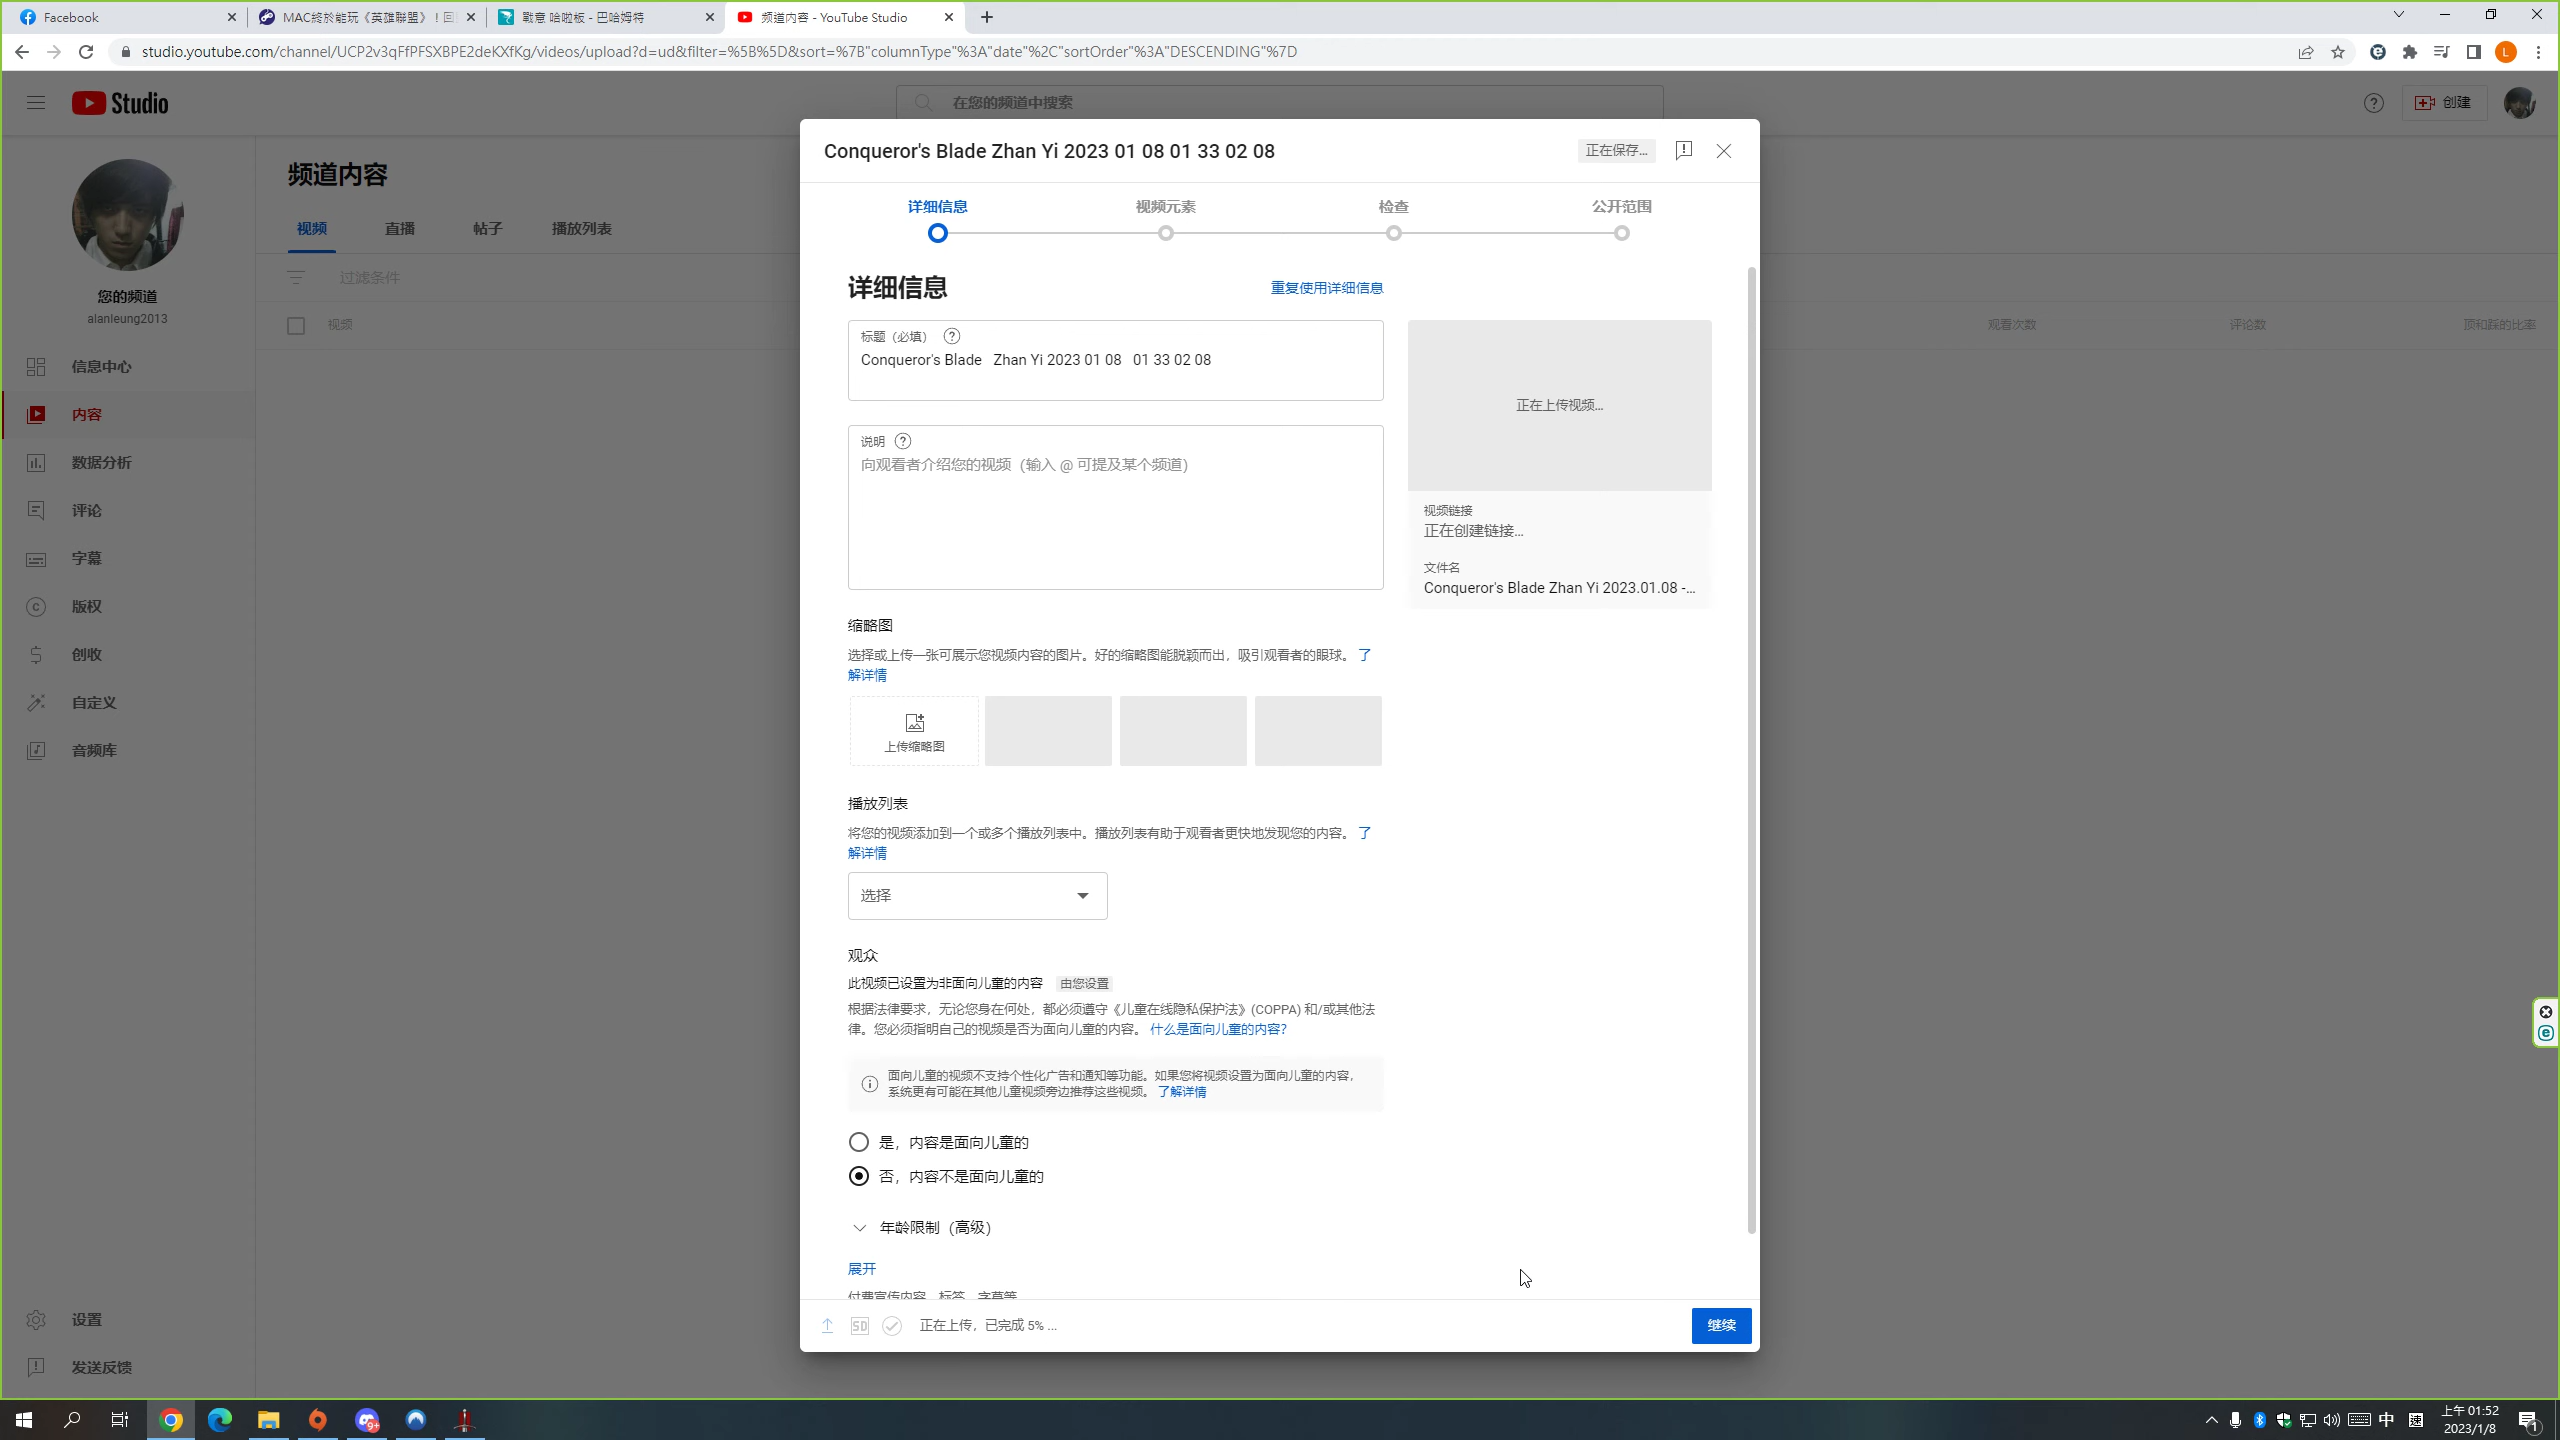 Facebook
MAC終於能玩《英雄聯盟》！回
戰意 哈啦板 - 巴哈姆特
频道内容 - YouTube Studio
studio.youtube.com/channel/UCP2v3qFfPFSXBPE2deKXfKg/videos/upload?d=ud&filter=%5B%5D&sort=%7B"columnType"%3A"date"%2C"sortOrder"%3A"DESCENDING"%7D
L
Studio
在您的频道中搜索
创建
您的频道
alanleung2013
信息中心
内容
数据分析
评论
字幕
版权
创收
自定义
音频库
设置
发送反馈
频道内容
视频 直播 帖子 播放列表
过滤条件
视频
观看次数 评论数 顶和踩的比率
Conqueror's Blade Zhan Yi 2023 01 08 01 33 02 08
正在保存...
详细信息 视频元素 检查 公开范围
详细信息
重复使用详细信息
标题（必填）
Conqueror's Blade Zhan Yi 2023 01 08 01 33 02 08
说明
向观看者介绍您的视频（输入 @ 可提及某个频道）
正在上传视频...
视频链接
正在创建链接...
文件名
Conqueror's Blade Zhan Yi 2023.01.08 -...
缩略图
选择或上传一张可展示您视频内容的图片。好的缩略图能脱颖而出，吸引观看者的眼球。 了
解详情
上传缩略图
播放列表
将您的视频添加到一个或多个播放列表中。播放列表有助于观看者更快地发现您的内容。 了
解详情
选择
观众
此视频已设置为非面向儿童的内容 由您设置
根据法律要求，无论您身在何处，都必须遵守《儿童在线隐私保护法》(COPPA) 和/或其他法
律。您必须指明自己的视频是否为面向儿童的内容。 什么是面向儿童的内容？
面向儿童的视频不支持个性化广告和通知等功能。如果您将视频设置为面向儿童的内容，
系统更有可能在其他儿童视频旁边推荐这些视频。 了解详情
是，内容是面向儿童的
否，内容不是面向儿童的
年龄限制（高级）
展开
付费宣传内容、标签、字幕等
SD
正在上传，已完成 5% ...
继续
9+
中
速
上午 01:52
2023/1/8
1